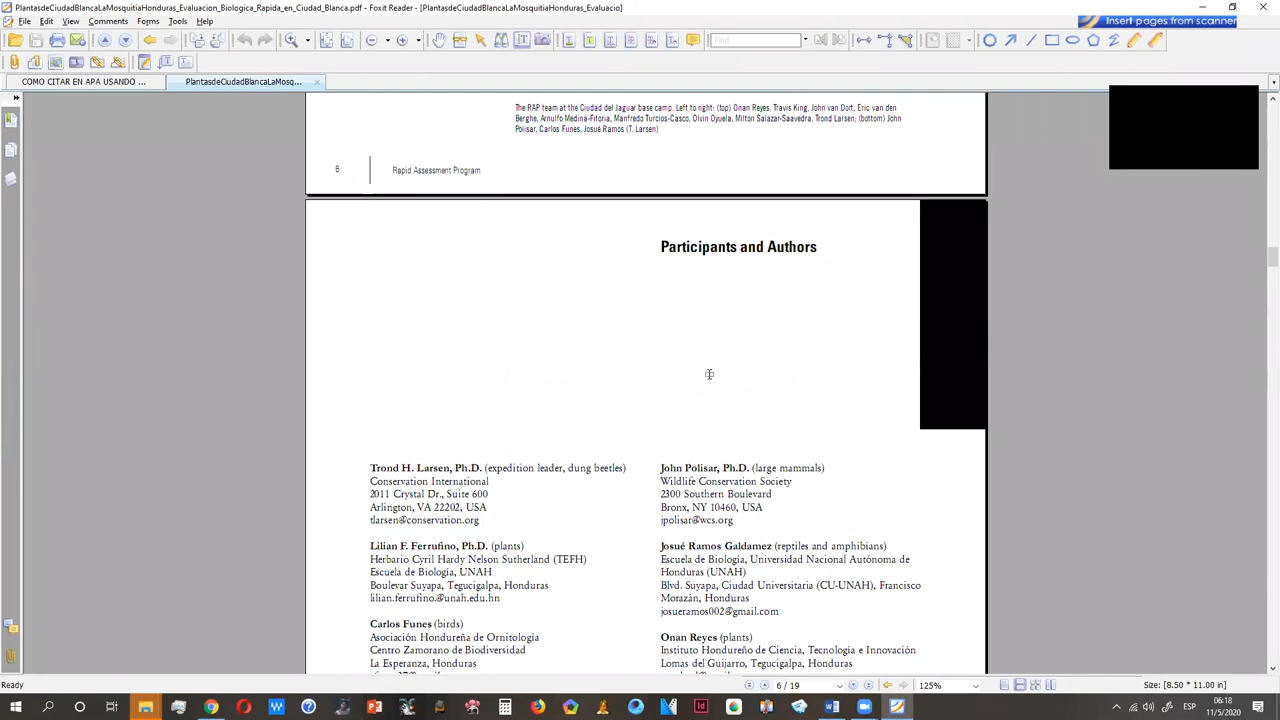 PlantasdeCiudadBlancaLaMosquitiaHonduras_Evaluacion_Biologica_Rapida_en_Ciudad_Blanca.pdf - Foxit Reader - [PlantasdeCiudadBlancaLaMosquitiaHonduras_Evaluacio]
File Edit View Comments Forms Tools Help
Insert pages from scanner
Find
COMO CITAR EN APA USANDO ...
PlantasdeCiudadBlancaLaMosq...
The RAP team at the Ciudad del Jaguar base camp. Left to right: (top) Onan Reyes, Travis King, John van Dort, Eric van den
Berghe, Arnulfo Medina-Fitoria, Manfredo Turcios-Casco, Olvin Oyuela, Milton Salazar-Saavedra, Trond Larsen; (bottom) John
Polisar, Carlos Funes, Josué Ramos (T. Larsen)
6 Rapid Assessment Program
Participants and Authors
Trond H. Larsen, Ph.D. (expedition leader, dung beetles)
Conservation International
2011 Crystal Dr., Suite 600
Arlington, VA 22202, USA
tlarsen@conservation.org
Lilian F. Ferrufino, Ph.D. (plants)
Herbario Cyril Hardy Nelson Sutherland (TEFH)
Escuela de Biología, UNAH
Boulevar Suyapa, Tegucigalpa, Honduras
lilian.ferrufino@unah.edu.hn
Carlos Funes (birds)
Asociación Hondureña de Ornitología
Centro Zamorano de Biodiversidad
La Esperanza, Honduras
John Polisar, Ph.D. (large mammals)
Wildlife Conservation Society
2300 Southern Boulevard
Bronx, NY 10460, USA
jpolisar@wcs.org
Josué Ramos Galdamez (reptiles and amphibians)
Escuela de Biología, Universidad Nacional Autónoma de
Honduras (UNAH)
Blvd. Suyapa, Ciudad Universitaria (CU-UNAH), Francisco
Morazán, Honduras
josueramos002@gmail.com
Onan Reyes (plants)
Instituto Hondureño de Ciencia, Tecnología e Innovación
Lomas del Guijarro, Tegucigalpa, Honduras
Ready
6 / 19
125%
Size: [8.50 * 11.00 in]
ESP
06:18
11/5/2020